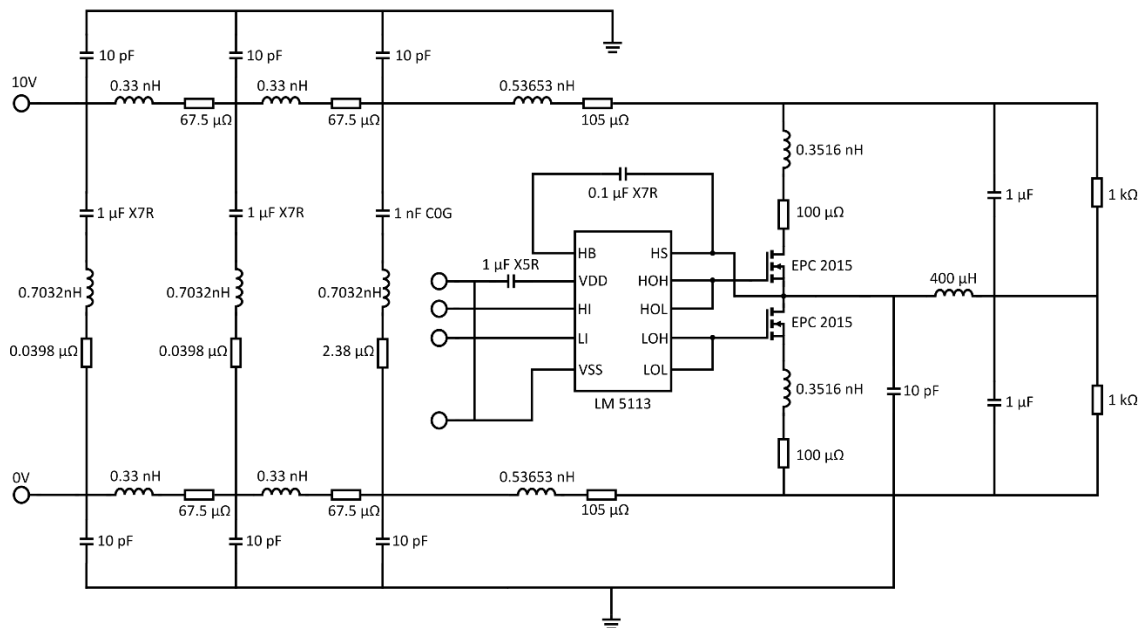 10 pF 10 pF 10 pF
10V 0.33 nH 0.33 nH 0.53653 nH
67.5 μΩ 67.5 μΩ 105 μΩ
0.3516 nH
0.1 μF X7R 1 μF 1 kΩ
1 μF X7R 1 μF X7R 1 nF C0G 100 μΩ
HB HS
EPC 2015
1 μF X5R VDD HOH 400 μH
0.7032nH 0.7032nH 0.7032nH
HI HOL
EPC 2015
LI LOH
0.0398 μΩ 0.0398 μΩ 2.38 μΩ
VSS LOL
0.3516 nH
LM 5113 10 pF 1 μF 1 kΩ
100 μΩ
0V 0.33 nH 0.33 nH 0.53653 nH
67.5 μΩ 67.5 μΩ 105 μΩ
10 pF 10 pF 10 pF